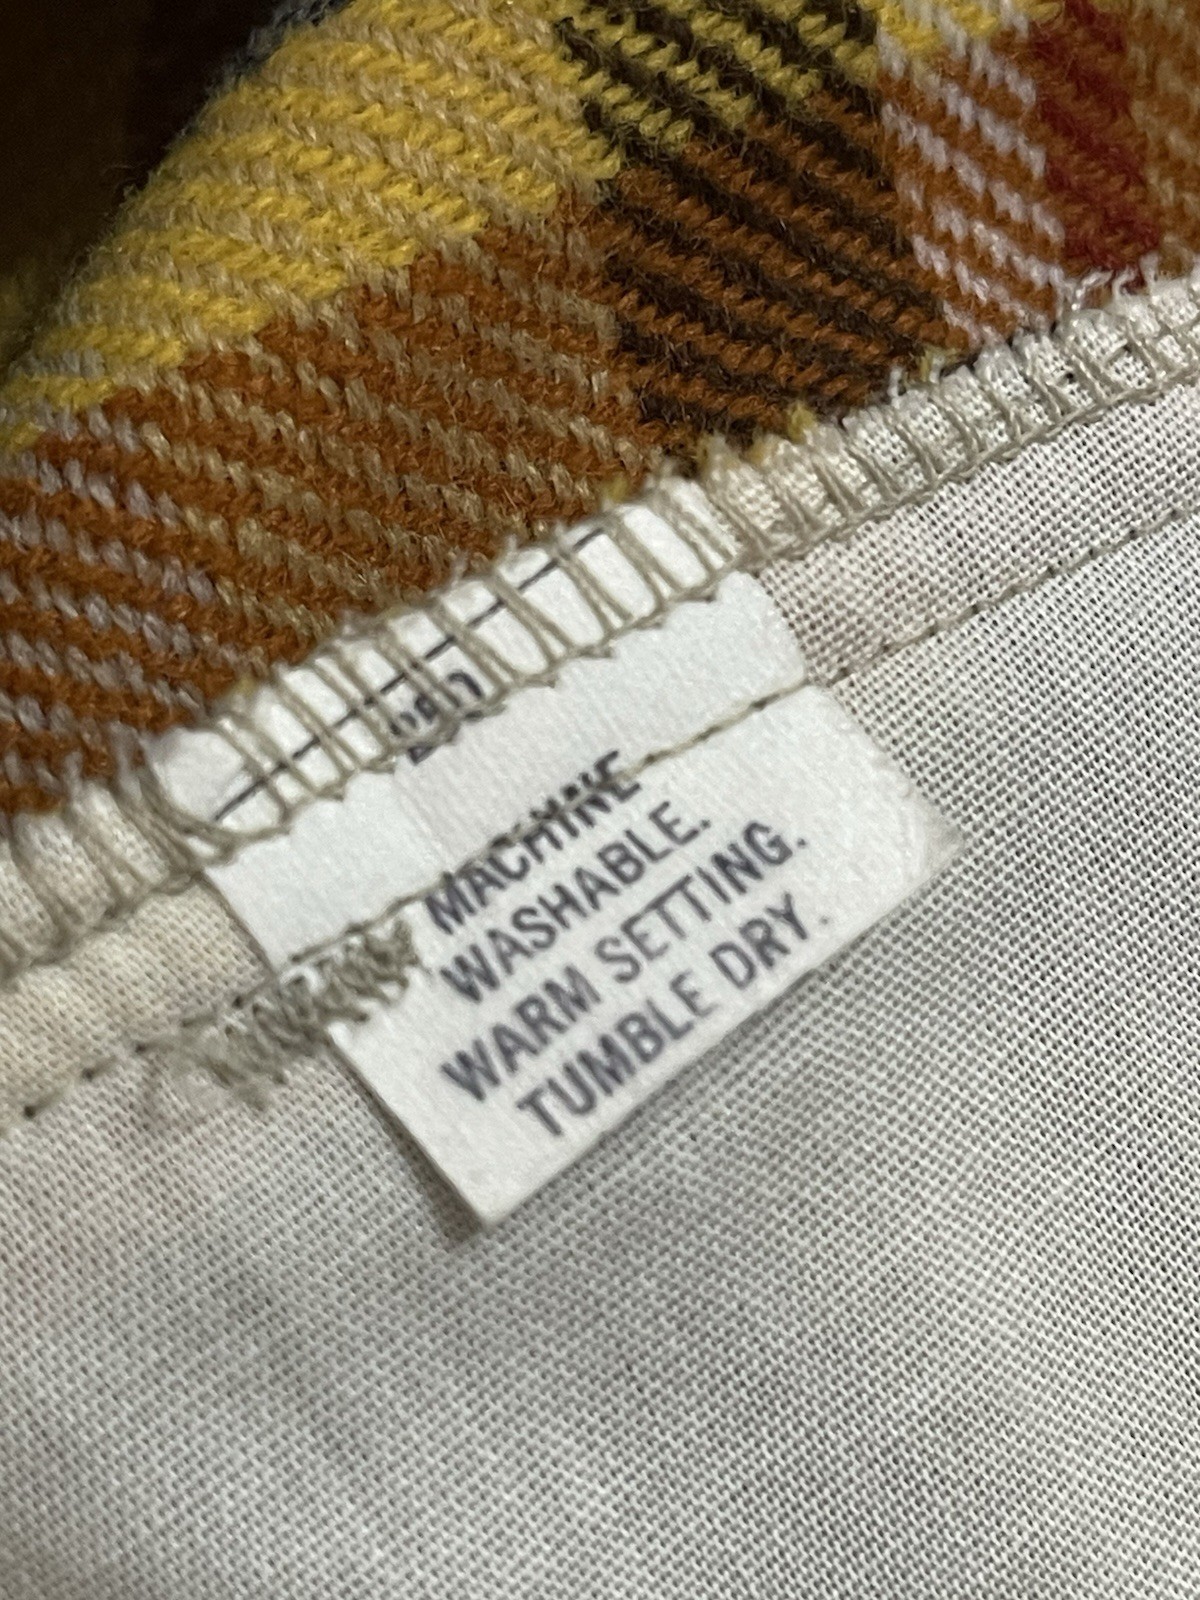 MACHINE
WASHABLE.
WARM SETTING.
TUMBLE DRY.